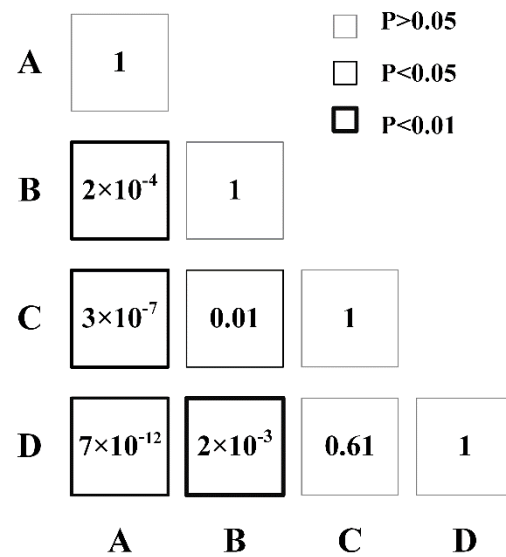 P>0.05
A 1
P<0.05
P<0.01
B 2×10⁻⁴ 1
C 3×10⁻⁷ 0.01 1
D 7×10⁻¹² 2×10⁻³ 0.61 1
A B C D